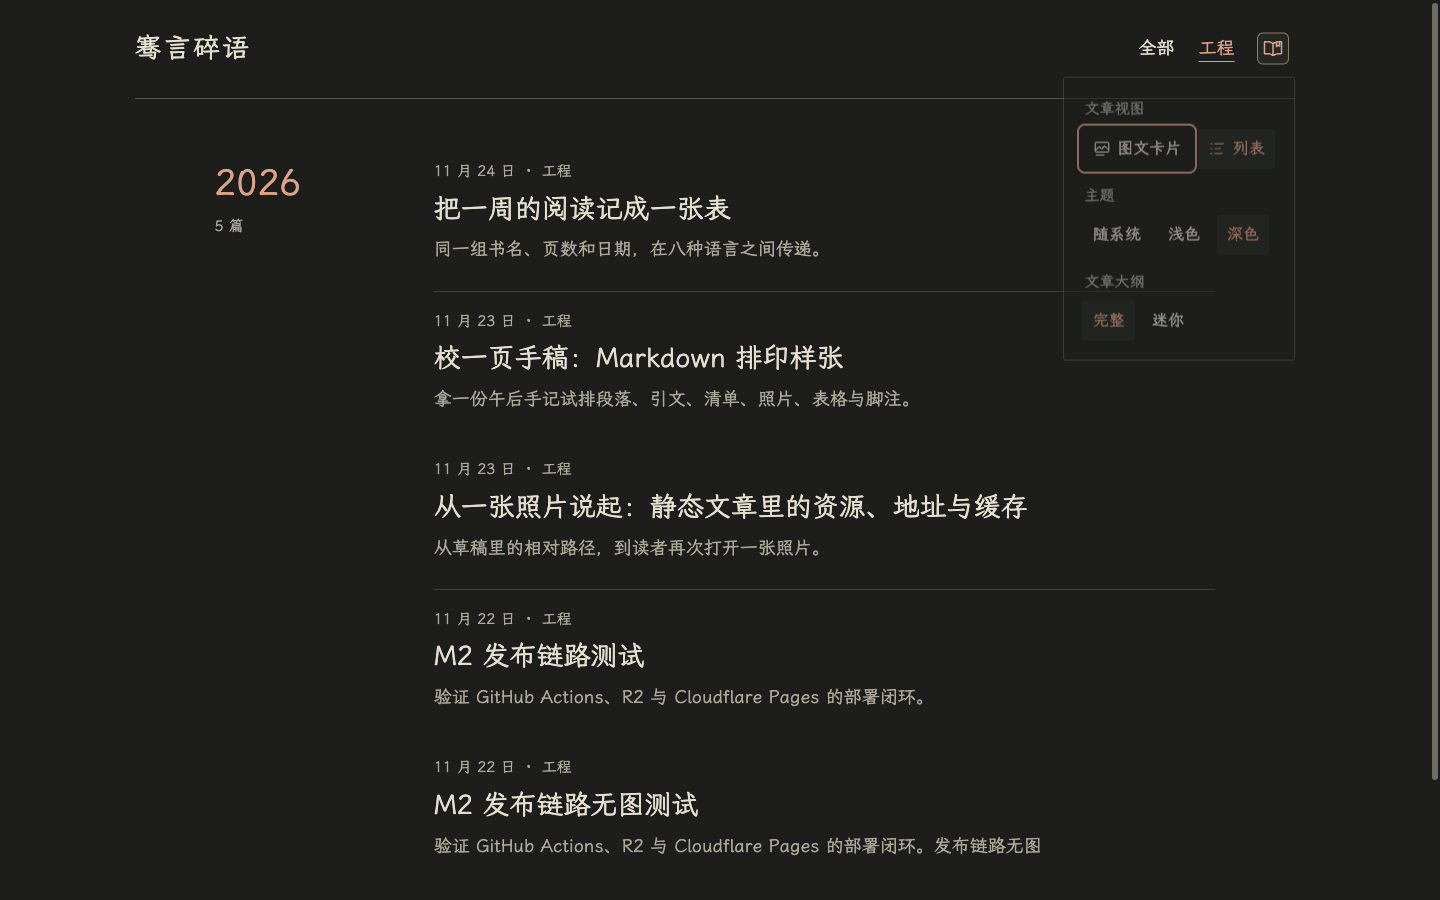 骞言碎语
全部 工程
文章视图
图文卡片 列表
主题
随系统 浅色 深色
文章大纲
完整 迷你
2026
5 篇
11 月 24 日 · 工程
把一周的阅读记成一张表
同一组书名、页数和日期，在八种语言之间传递。
11 月 23 日 · 工程
校一页手稿：Markdown 排印样张
拿一份午后手记试排段落、引文、清单、照片、表格与脚注。
11 月 23 日 · 工程
从一张照片说起：静态文章里的资源、地址与缓存
从草稿里的相对路径，到读者再次打开一张照片。
11 月 22 日 · 工程
M2 发布链路测试
验证 GitHub Actions、R2 与 Cloudflare Pages 的部署闭环。
11 月 22 日 · 工程
M2 发布链路无图测试
验证 GitHub Actions、R2 与 Cloudflare Pages 的部署闭环。发布链路无图